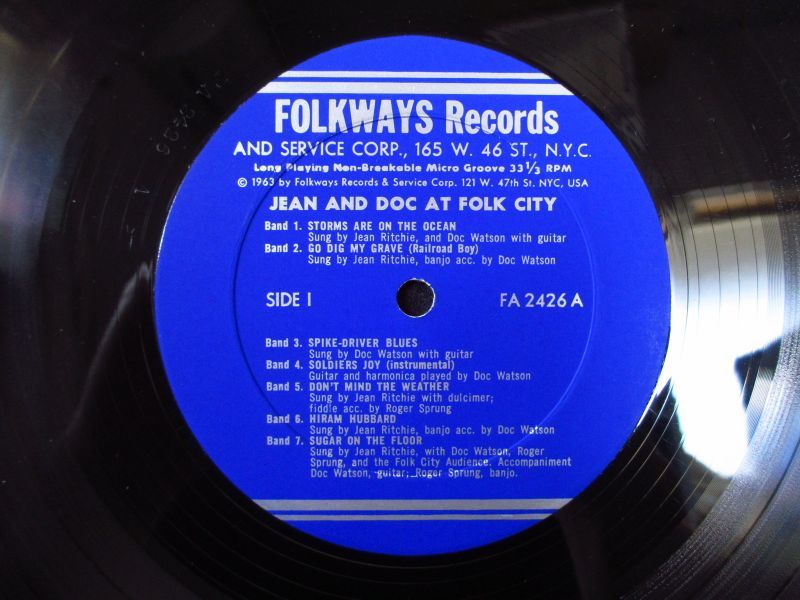 FOLKWAYS Records
AND SERVICE CORP., 165 W. 46 ST., N.Y.C.
Long Playing Non-Breakable Micro Groove 33 1/3 RPM
© 1963 by Folkways Records & Service Corp. 121 W. 47th St. NYC, USA
JEAN AND DOC AT FOLK CITY
Band 1. STORMS ARE ON THE OCEAN
Sung by Jean Ritchie, and Doc Watson with guitar
Band 2. GO DIG MY GRAVE (Railroad Boy)
Sung by Jean Ritchie, banjo acc. by Doc Watson
SIDE I
FA 2426 A
Band 3. SPIKE-DRIVER BLUES
Sung by Doc Watson with guitar
Band 4. SOLDIERS JOY (instrumental)
Guitar and harmonica played by Doc Watson
Band 5. DON'T MIND THE WEATHER
Sung by Jean Ritchie with dulcimer;
fiddle acc. by Roger Sprung
Band 6. HIRAM HUBBARD
Sung by Jean Ritchie, banjo acc. by Doc Watson
Band 7. SUGAR ON THE FLOOR
Sung by Jean Ritchie, with Doc Watson, Roger
Sprung, and the Folk City Audience. Accompaniment
Doc Watson, guitar; Roger Sprung, banjo.